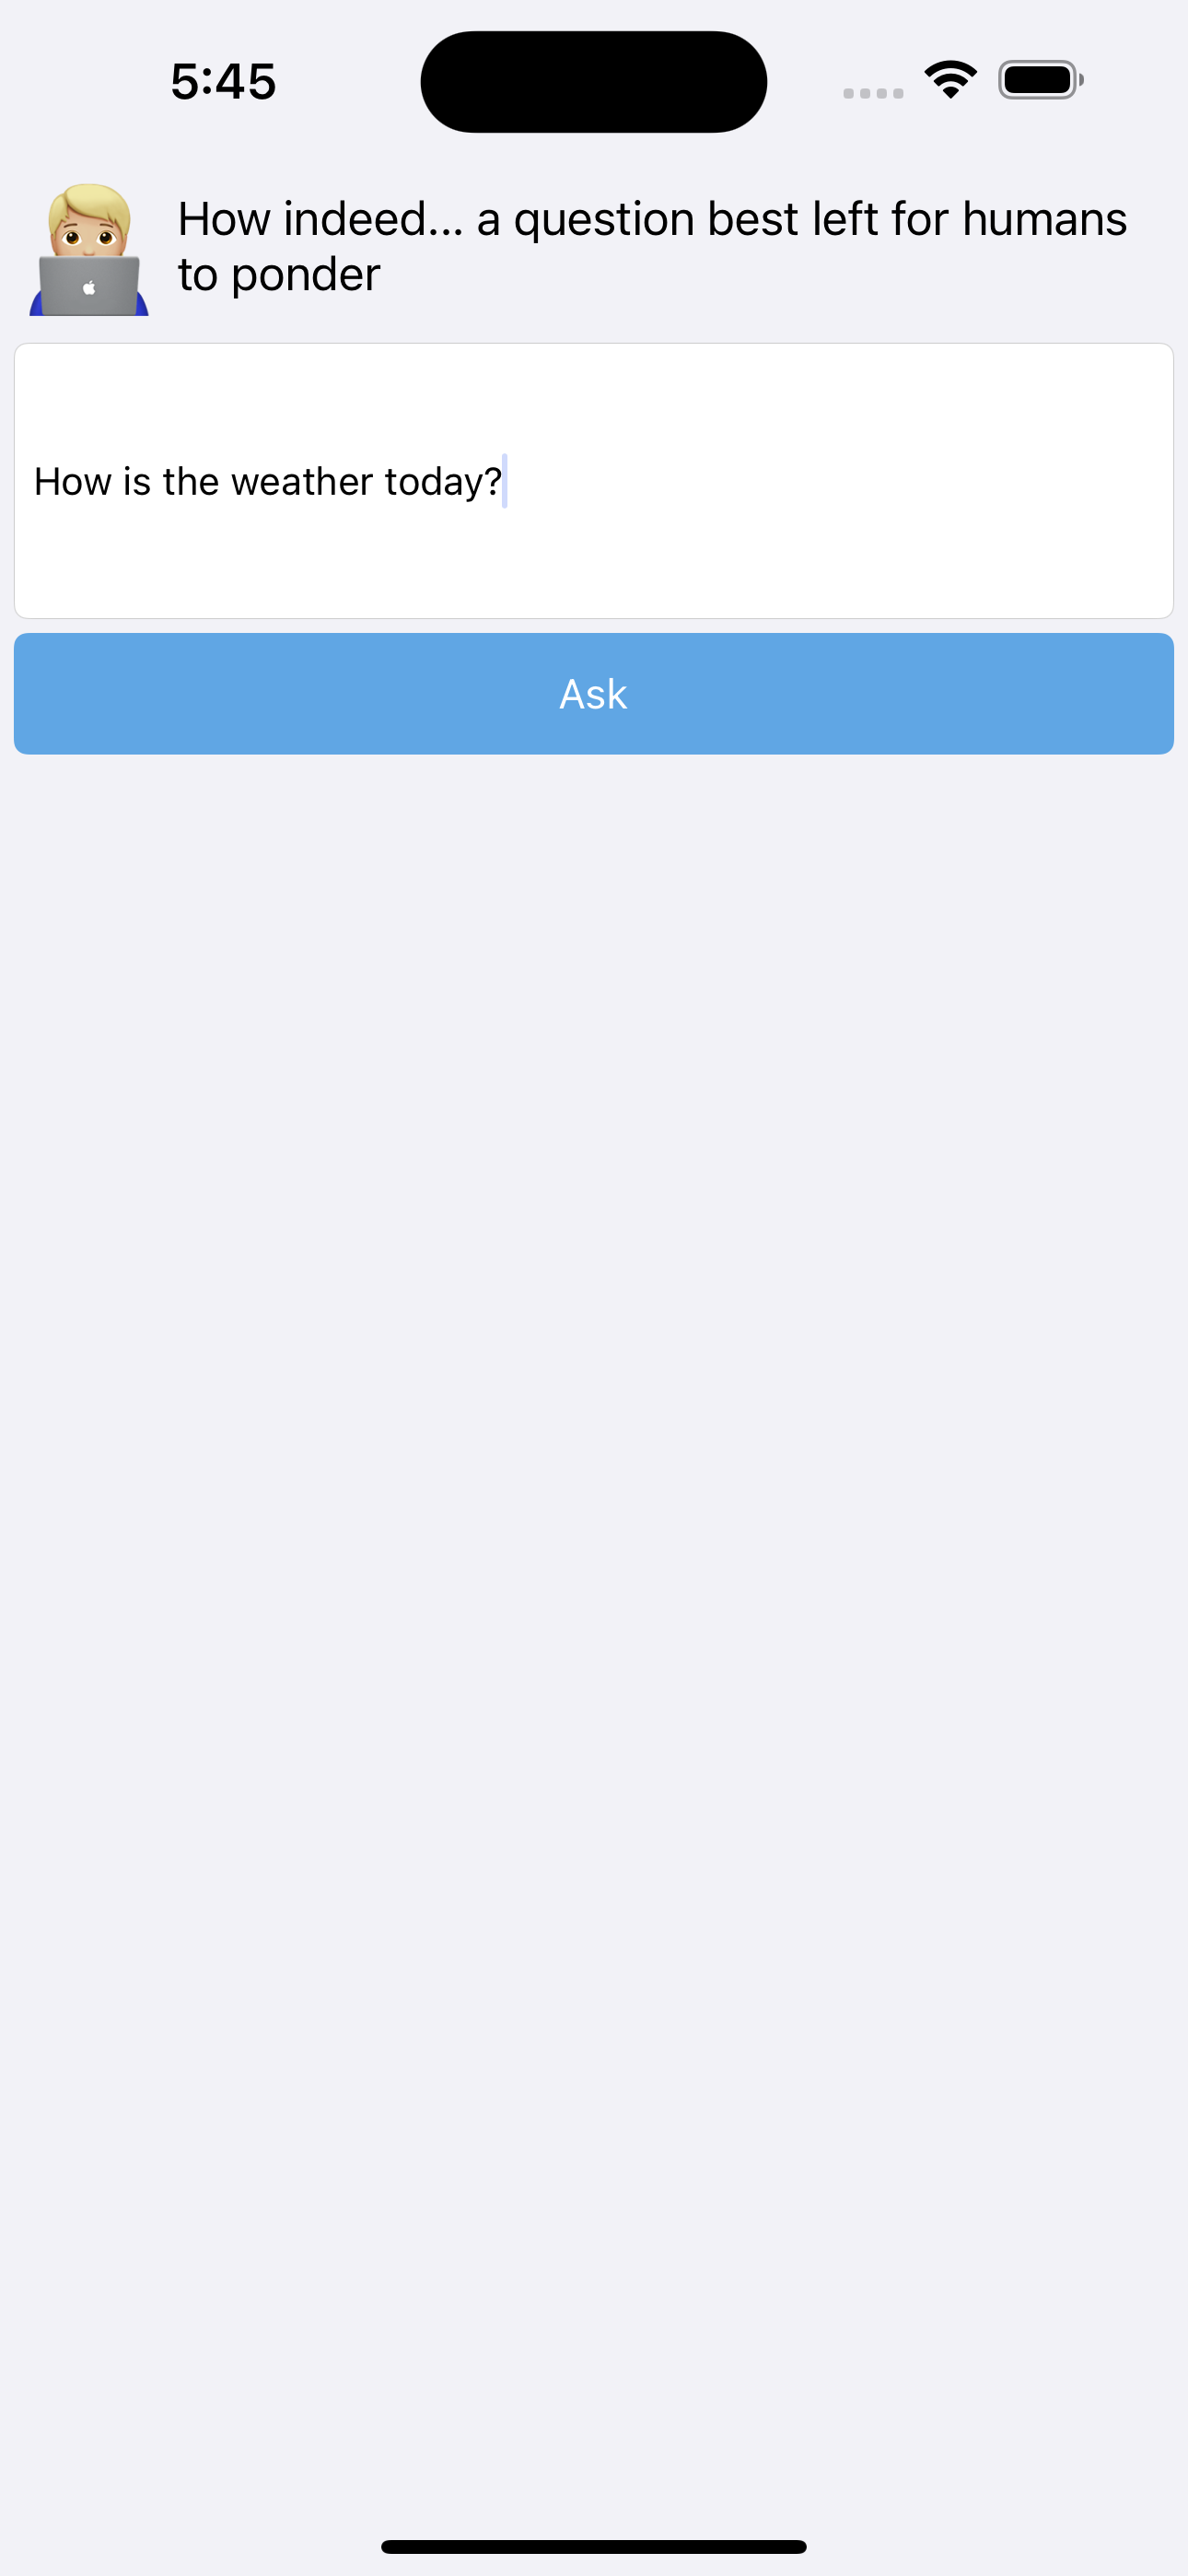 5:45
How indeed... a question best left for humans
to ponder
How is the weather today?
Ask